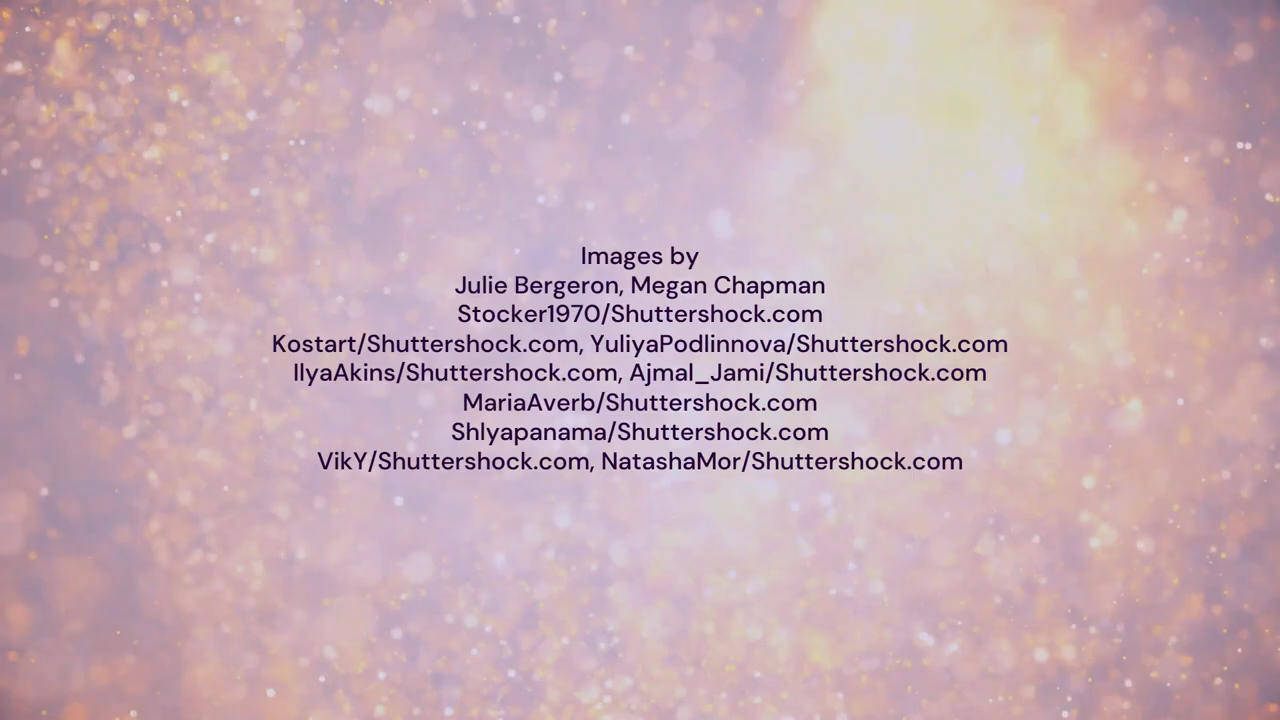 Images by
Julie Bergeron, Megan Chapman
Stocker1970/Shuttershock.com
Kostart/Shuttershock.com, YuliyaPodlinnova/Shuttershock.com
IlyaAkins/Shuttershock.com, Ajmal_Jami/Shuttershock.com
MariaAverb/Shuttershock.com
Shlyapanama/Shuttershock.com
VikY/Shuttershock.com, NatashaMor/Shuttershock.com